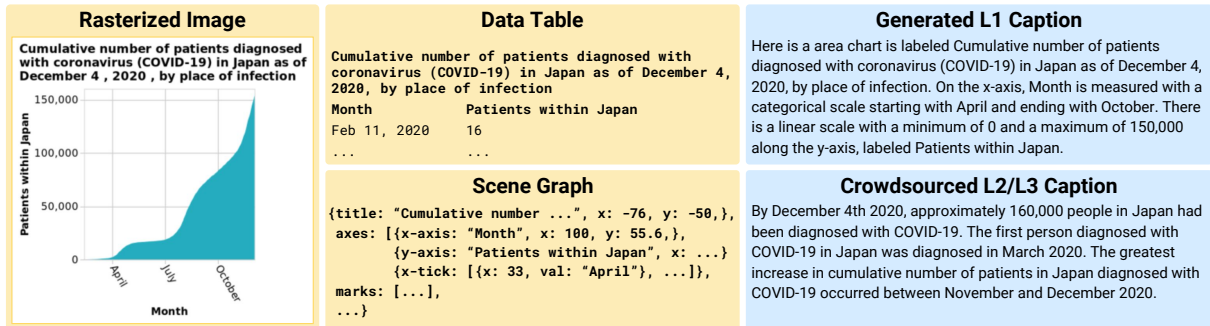 Rasterized Image
Cumulative number of patients diagnosed
with coronavirus (COVID-19) in Japan as of
December 4 , 2020 , by place of infection
150,000
100,000
50,000
0
Patients within Japan
April
July
October
Month
Data Table
Cumulative number of patients diagnosed with
coronavirus (COVID-19) in Japan as of December 4,
2020, by place of infection
Month Patients within Japan
Feb 11, 2020 16
... ...
Scene Graph
{title: “Cumulative number ...”, x: -76, y: -50,},
axes: [{x-axis: “Month”, x: 100, y: 55.6,},
{y-axis: “Patients within Japan”, x: ...}
{x-tick: [{x: 33, val: “April”}, ...]},
marks: [...],
...}
Generated L1 Caption
Here is a area chart is labeled Cumulative number of patients
diagnosed with coronavirus (COVID-19) in Japan as of December 4,
2020, by place of infection. On the x-axis, Month is measured with a
categorical scale starting with April and ending with October. There
is a linear scale with a minimum of 0 and a maximum of 150,000
along the y-axis, labeled Patients within Japan.
Crowdsourced L2/L3 Caption
By December 4th 2020, approximately 160,000 people in Japan had
been diagnosed with COVID-19. The first person diagnosed with
COVID-19 in Japan was diagnosed in March 2020. The greatest
increase in cumulative number of patients in Japan diagnosed with
COVID-19 occurred between November and December 2020.